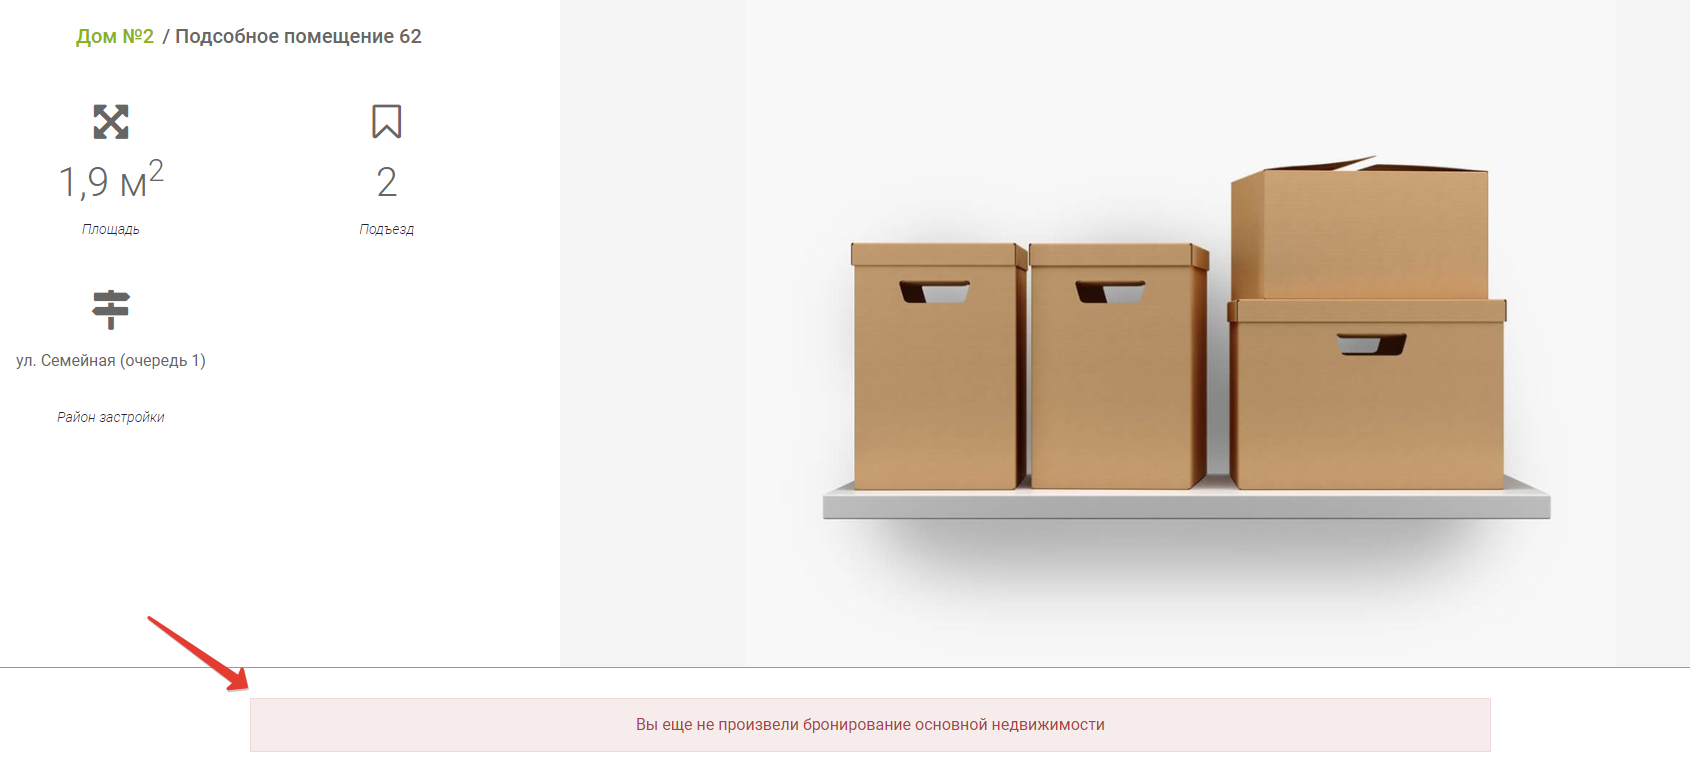 Дом №2 / Подсобное помещение 62
1,9 м² 2
Площадь Подъезд
ул. Семейная (очередь 1)
Район застройки
Вы еще не произвели бронирование основной недвижимости